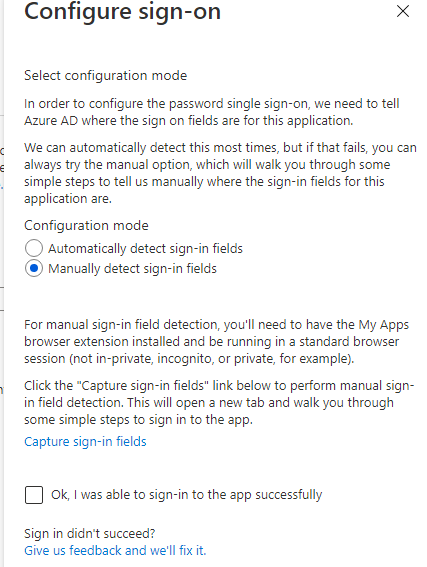 Configure sign-on
Select configuration mode
In order to configure the password single sign-on, we need to tell
Azure AD where the sign on fields are for this application.
We can automatically detect this most times, but if that fails, you can
always try the manual option, which will walk you through some
simple steps to tell us manually where the sign-in fields for this
application are.
Configuration mode
Automatically detect sign-in fields
Manually detect sign-in fields
For manual sign-in field detection, you'll need to have the My Apps
browser extension installed and be running in a standard browser
session (not in-private, incognito, or private, for example).
Click the "Capture sign-in fields" link below to perform manual sign-
in field detection. This will open a new tab and walk you through
some simple steps to sign in to the app.
Capture sign-in fields
Ok, I was able to sign-in to the app successfully
Sign in didn't succeed?
Give us feedback and we'll fix it.